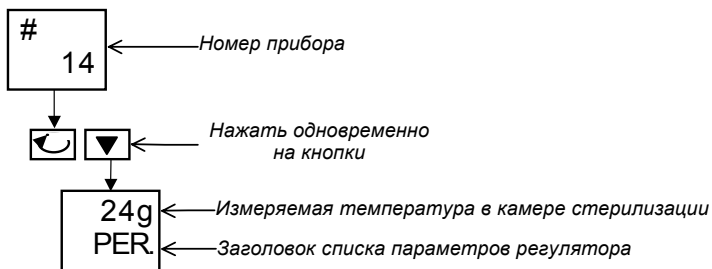 #
14
Номер прибора
Нажать одновременно
на кнопки
24g
Измеряемая температура в камере стерилизации
PER.
Заголовок списка параметров регулятора